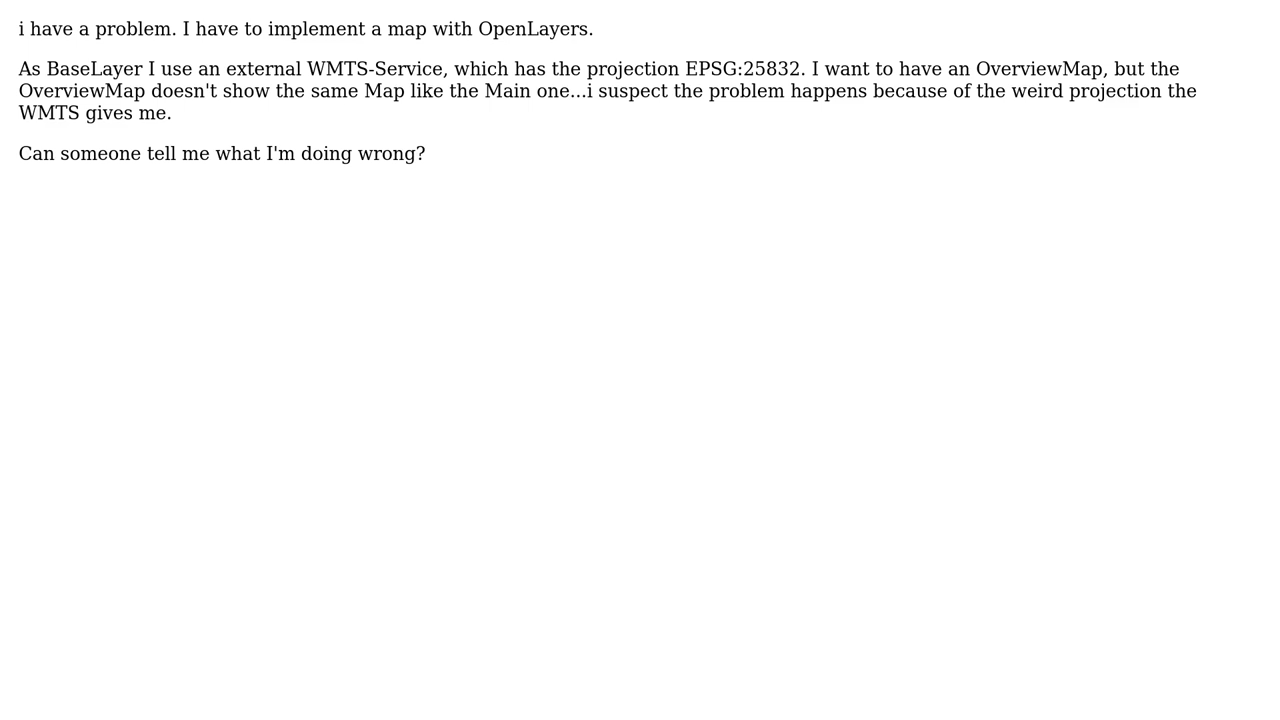 i have a problem. I have to implement a map with OpenLayers.
As BaseLayer I use an external WMTS-Service, which has the projection EPSG:25832. I want to have an OverviewMap, but the
OverviewMap doesn't show the same Map like the Main one...i suspect the problem happens because of the weird projection the
WMTS gives me.
Can someone tell me what I'm doing wrong?